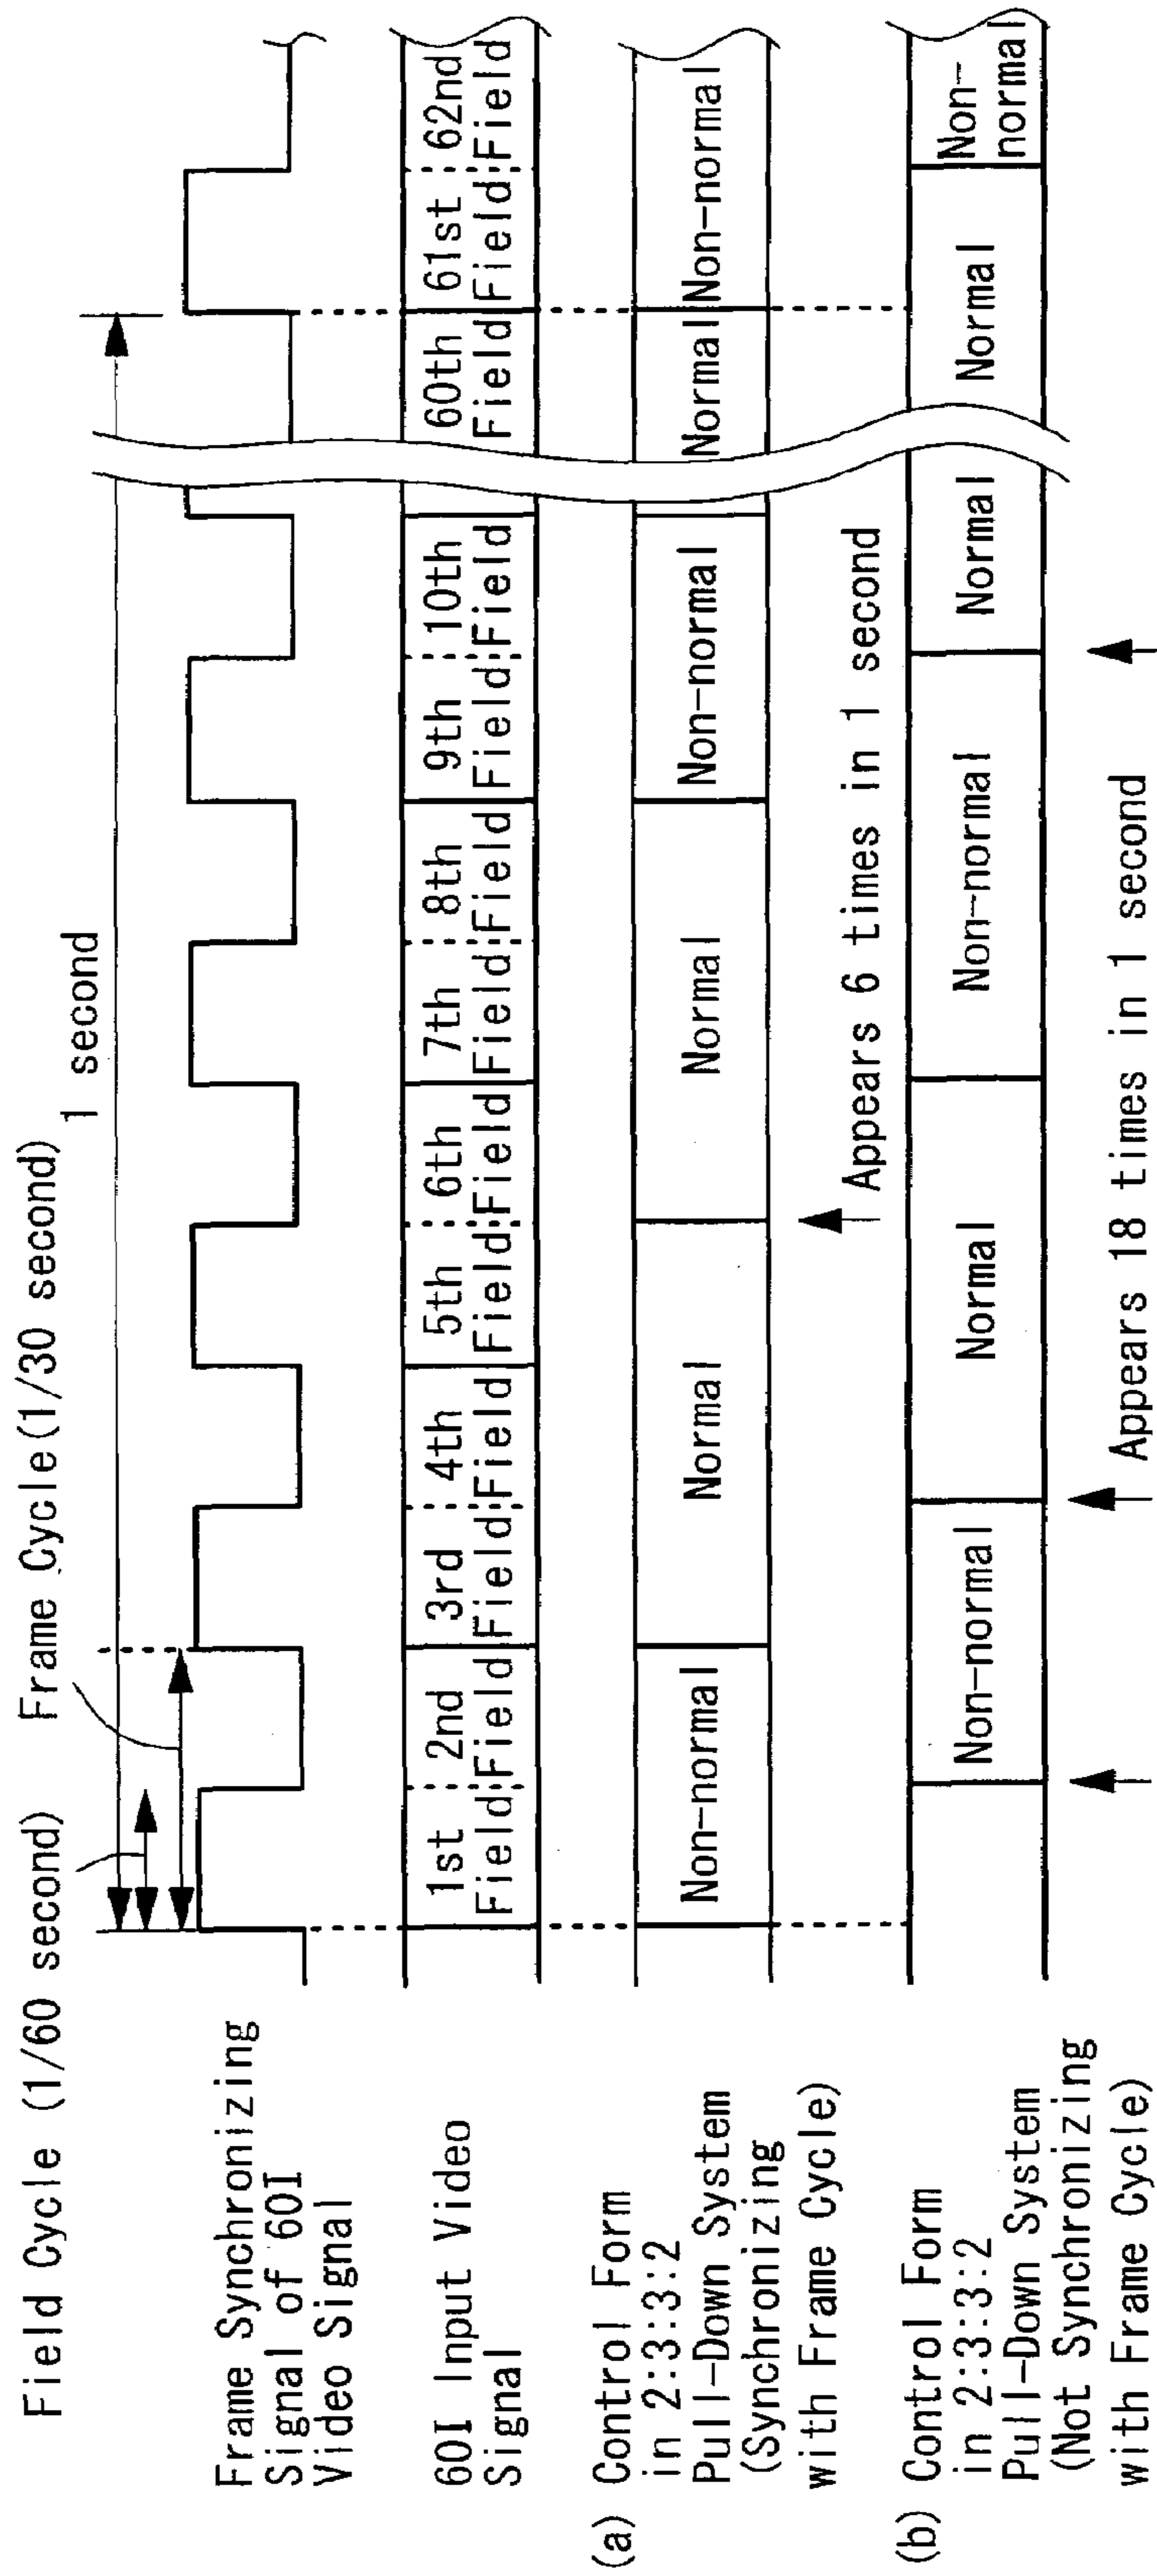 Field Cycle (1/60 second)
Frame Cycle(1/30 second)
1 second
Frame Synchronizing
Signal of 60I
Video Signal
60I Input Video
Signal
1st Field
2nd Field
3rd Field
4th Field
5th Field
6th Field
7th Field
8th Field
9th Field
10th Field
60th Field
61st Field
62nd Field
(a) Control Form
in 2:3:3:2
Pull-Down System
(Synchronizing
with Frame Cycle)
Non-normal
Normal
Normal
Non-normal
Normal
Non-normal
Appears 6 times in 1 second
(b) Control Form
in 2:3:3:2
Pull-Down System
(Not Synchronizing
with Frame Cycle)
Non-normal
Normal
Non-normal
Normal
Normal
Non-
normal
Appears 18 times in 1 second